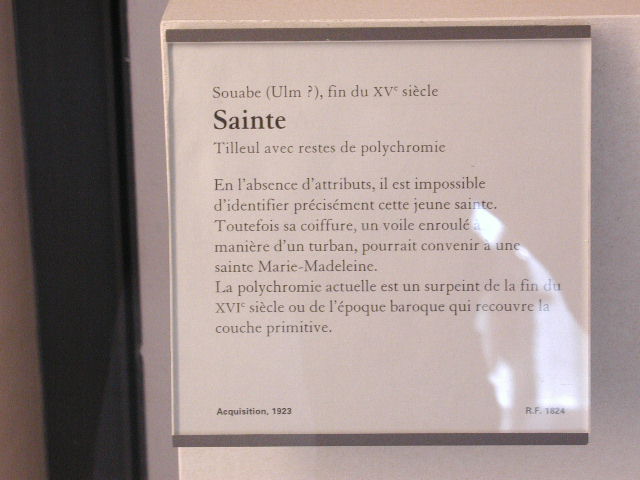 Souabe (Ulm ?), fin du XVe siècle
Sainte
Tilleul avec restes de polychromie
En l'absence d'attributs, il est impossible
d'identifier précisément cette jeune sainte.
Toutefois sa coiffure, un voile enroulé à
manière d'un turban, pourrait convenir à une
sainte Marie-Madeleine.
La polychromie actuelle est un surpeint de la fin du
XVIe siècle ou de l'époque baroque qui recouvre la
couche primitive.
Acquisition, 1923
R.F. 1824